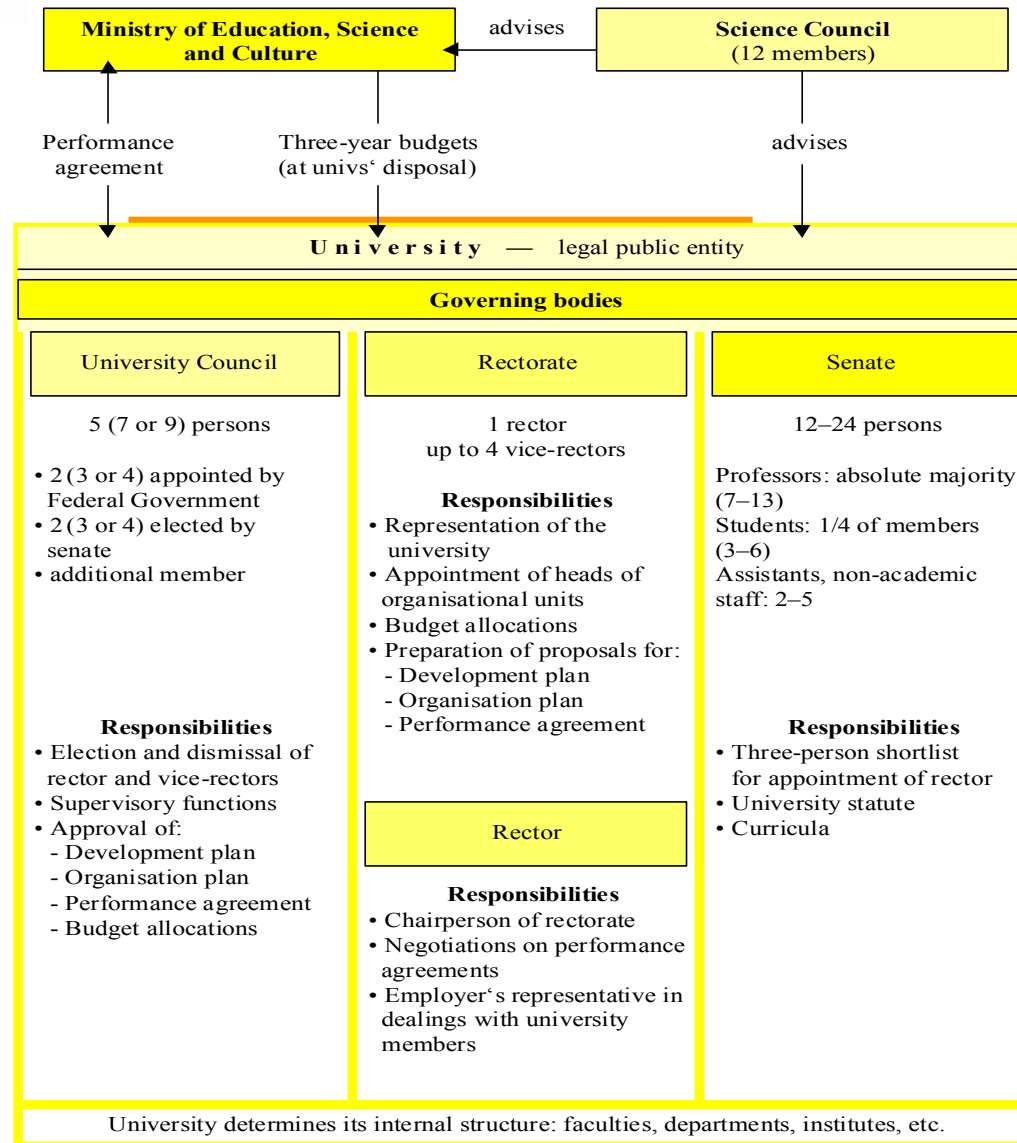 Ministry of Education, Science
and Culture
advises
Science Council
(12 members)
Performance
agreement
Three-year budgets
(at univs‘ disposal)
advises
University — legal public entity
Governing bodies
University Council
5 (7 or 9) persons
• 2 (3 or 4) appointed by
Federal Government
• 2 (3 or 4) elected by
senate
• additional member
Responsibilities
• Election and dismissal of
rector and vice-rectors
• Supervisory functions
• Approval of:
- Development plan
- Organisation plan
- Performance agreement
- Budget allocations
Rectorate
1 rector
up to 4 vice-rectors
Responsibilities
• Representation of the
university
• Appointment of heads of
organisational units
• Budget allocations
• Preparation of proposals for:
- Development plan
- Organisation plan
- Performance agreement
Rector
Responsibilities
• Chairperson of rectorate
• Negotiations on performance
agreements
• Employer‘s representative in
dealings with university
members
Senate
12–24 persons
Professors: absolute majority
(7–13)
Students: 1/4 of members
(3–6)
Assistants, non-academic
staff: 2–5
Responsibilities
• Three-person shortlist
for appointment of rector
• University statute
• Curricula
University determines its internal structure: faculties, departments, institutes, etc.